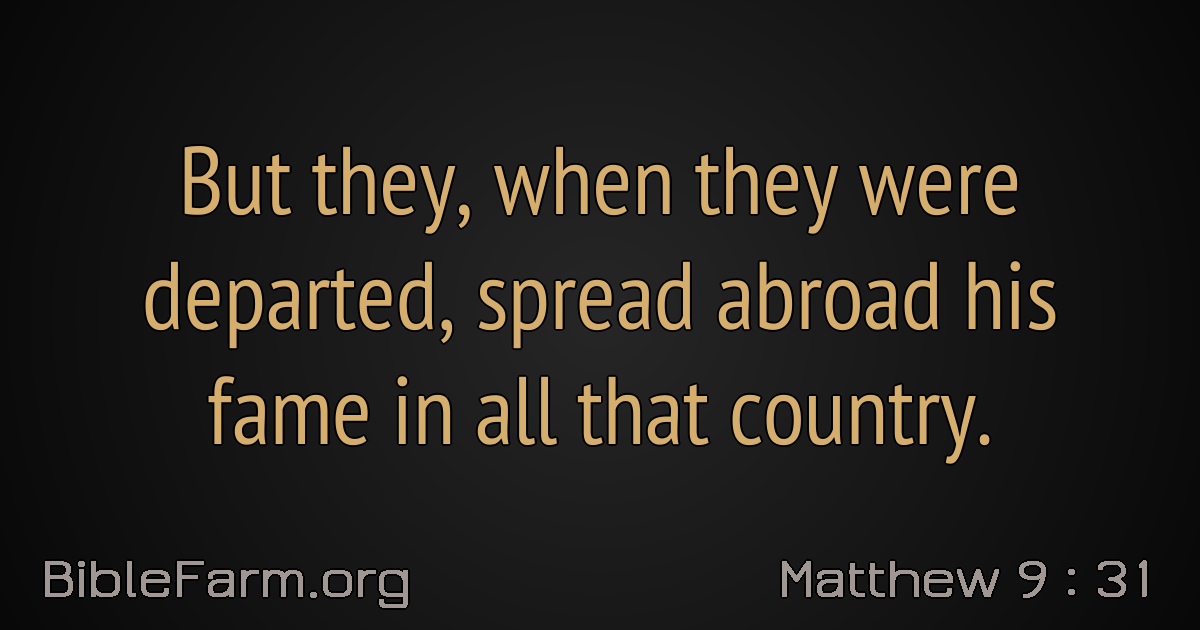 But they, when they were
departed, spread abroad his
fame in all that country.
BibleFarm.org
Matthew 9 : 31